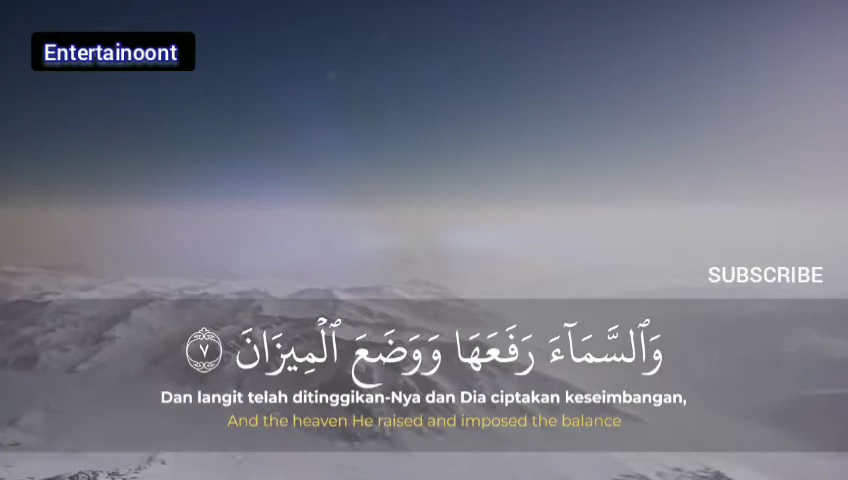 Entertainoont
SUBSCRIBE
وَٱلسَّمَآءَ رَفَعَهَا وَوَضَعَ ٱلْمِيزَانَ ٧
Dan langit telah ditinggikan-Nya dan Dia ciptakan keseimbangan,
And the heaven He raised and imposed the balance